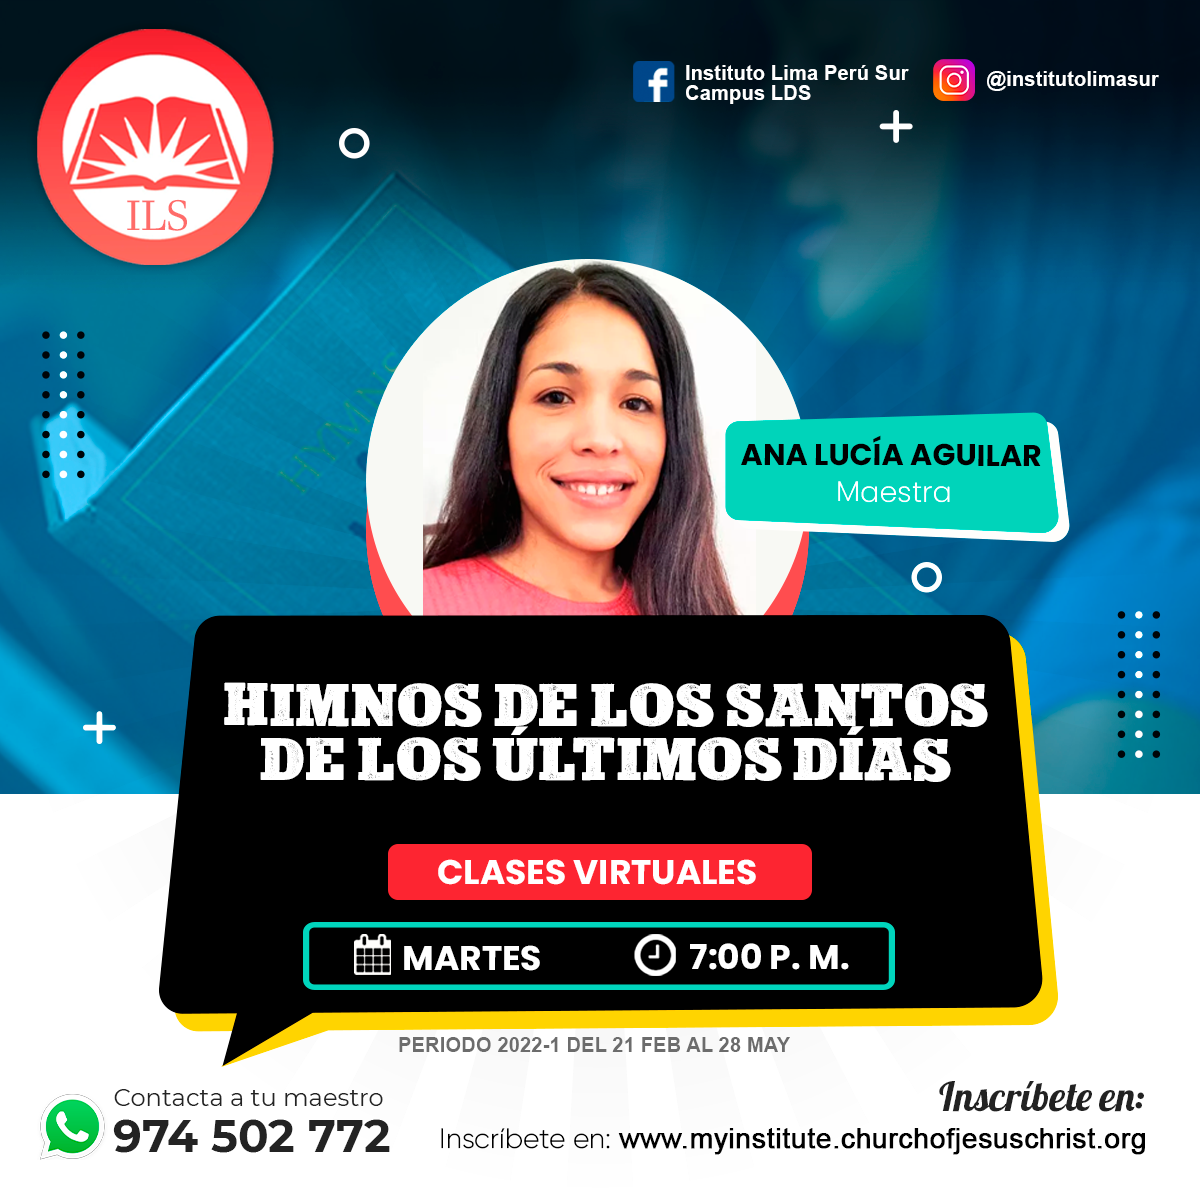 Instituto Lima Perú Sur
Campus LDS
@institutolimasur
ILS
HYMNS
ANA LUCÍA AGUILAR
Maestra
HIMNOS DE LOS SANTOS
DE LOS ÚLTIMOS DÍAS
CLASES VIRTUALES
MARTES
7:00 P. M.
PERIODO 2022-1 DEL 21 FEB AL 28 MAY
Contacta a tu maestro
974 502 772
Inscríbete en:
Inscríbete en: www.myinstitute.churchofjesuschrist.org